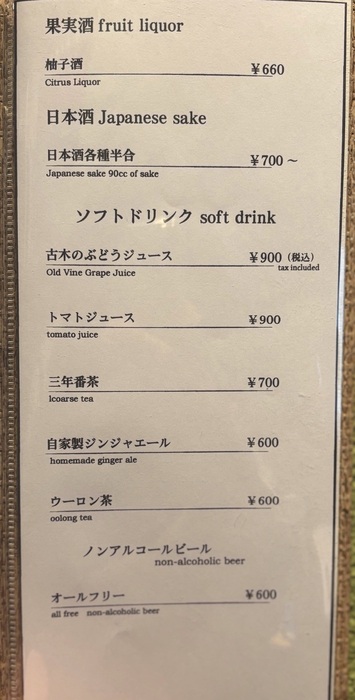 果実酒 fruit liquor
柚子酒 ¥660
Citrus Liquor
日本酒 Japanese sake
日本酒各種半合 ¥700～
Japanese sake 90cc of sake
ソフトドリンク soft drink
古木のぶどうジュース ¥900（税込）
Old Vine Grape Juice tax included
トマトジュース ¥900
tomato juice
三年番茶 ¥700
lcoarse tea
自家製ジンジャエール ¥600
homemade ginger ale
ウーロン茶 ¥600
oolong tea
ノンアルコールビール
non-alcoholic beer
オールフリー ¥600
all free non-alcoholic beer